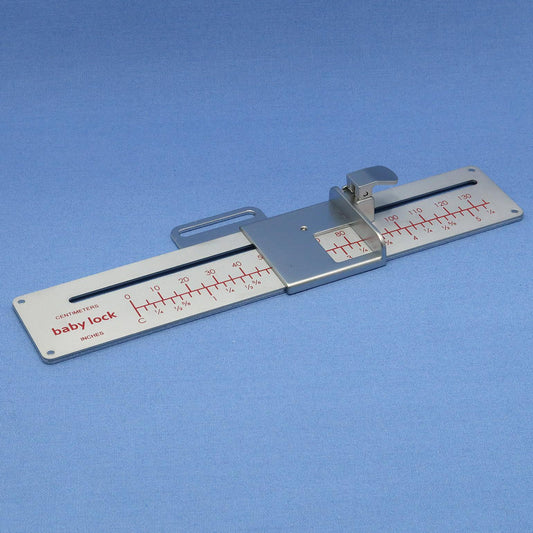 CENTIMETERS
0 10 20 30 40 5 80 100 110 120 130
baby lock
C ¼ ½ ¾ 1 ¼ ½ ¾ 4 ¼ ½ ¾ 5 ¼
INCHES